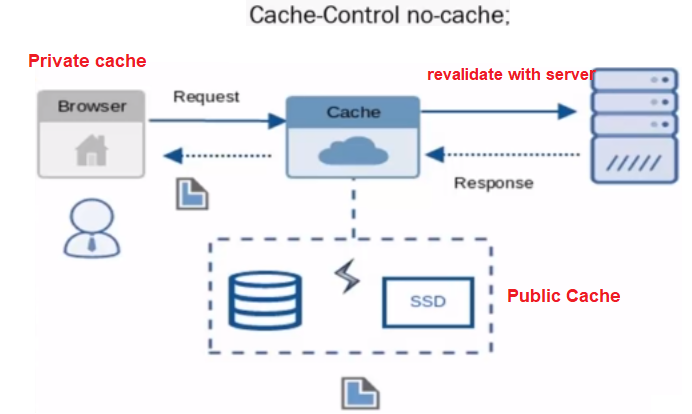 Cache-Control no-cache;
Private cache
revalidate with server
Browser
Request
Cache
Response
SSD
Public Cache